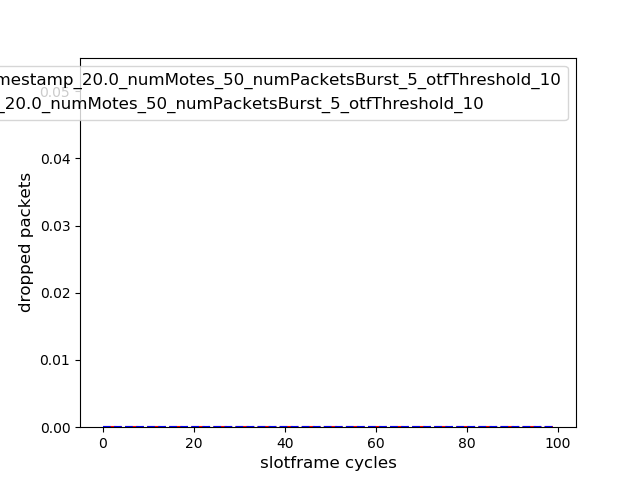 mestamp_20.0_numMotes_50_numPacketsBurst_5_otfThreshold_10
_20.0_numMotes_50_numPacketsBurst_5_otfThreshold_10
0.05
0.04
0.03
0.02
0.01
0.00
dropped packets
0 20 40 60 80 100
slotframe cycles